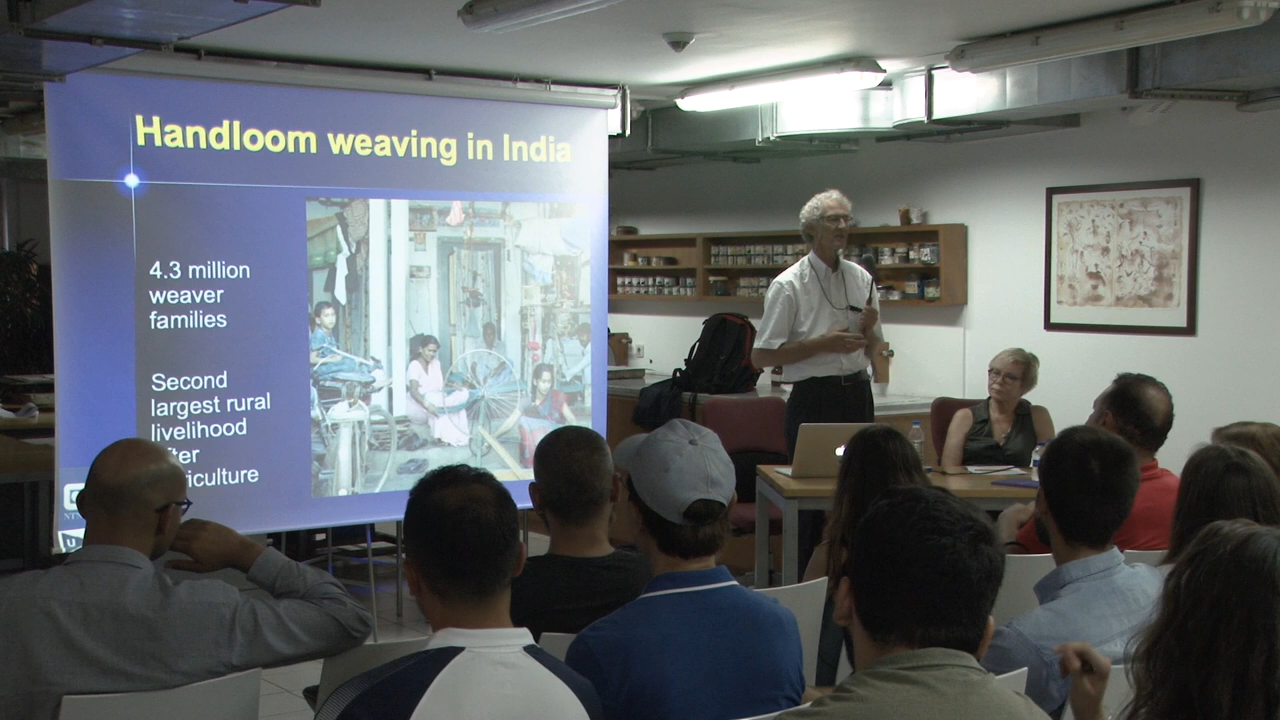 Handloom weaving in India
4.3 million
weaver
families
Second
largest rural
livelihood